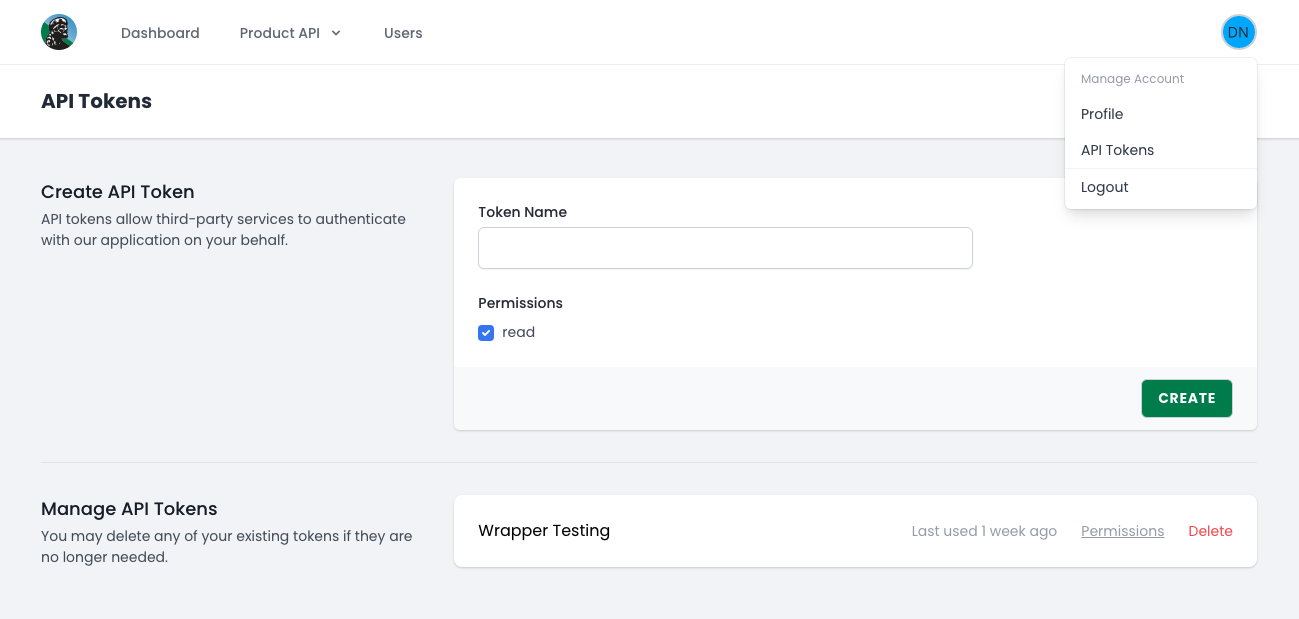 Dashboard Product API Users DN
Manage Account
Profile
API Tokens
Logout
API Tokens
Create API Token
API tokens allow third-party services to authenticate
with our application on your behalf.
Token Name
Permissions
read
CREATE
Manage API Tokens
You may delete any of your existing tokens if they are
no longer needed.
Wrapper Testing Last used 1 week ago Permissions Delete